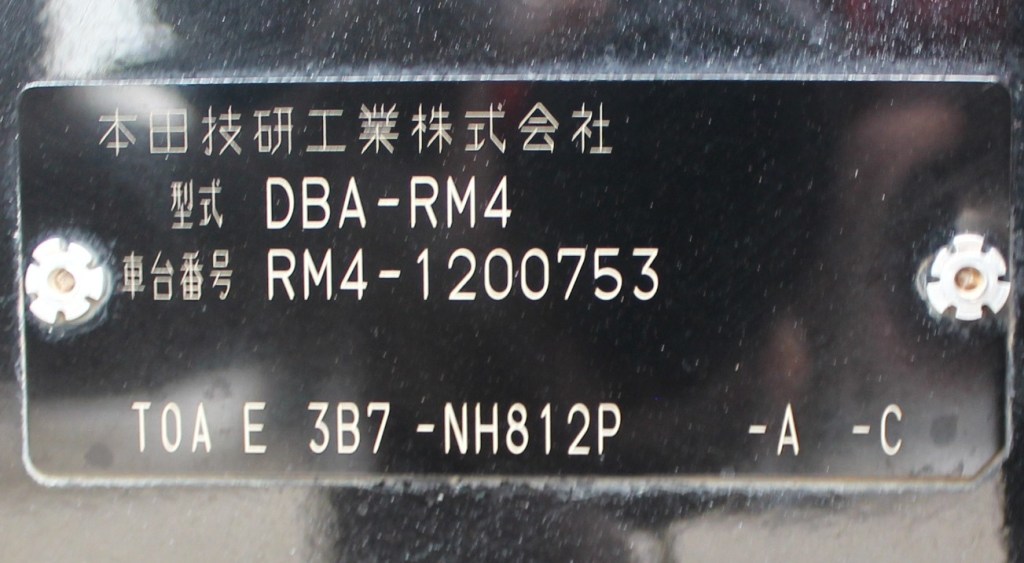 本田技研工業株式会社
型式 DBA-RM4
車台番号 RM4-1200753
T0A E 3B7 -NH812P -A -C